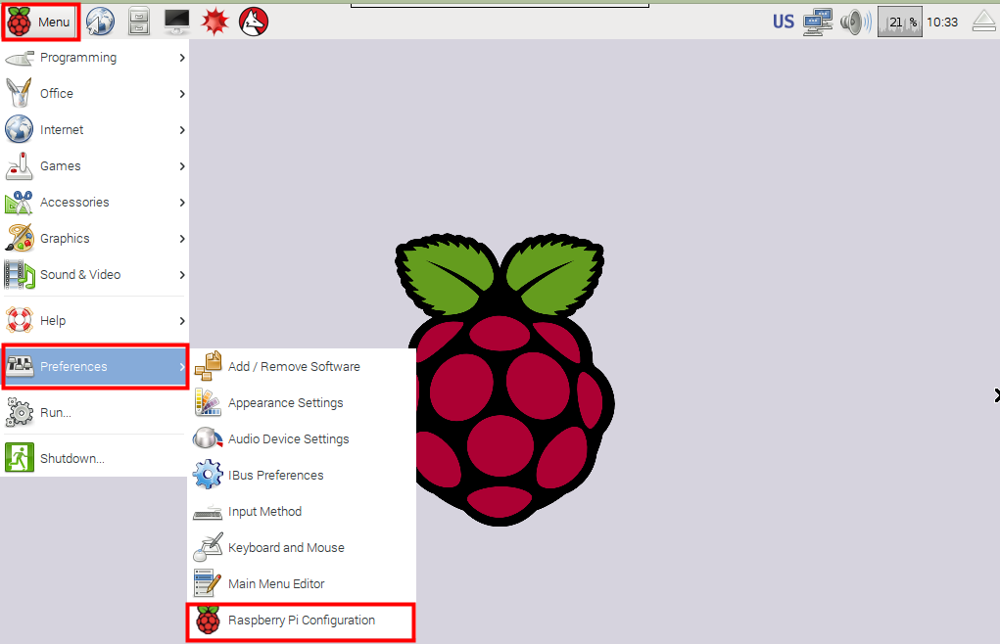 Menu
US
21 %
10:33
Programming
Office
Internet
Games
Accessories
Graphics
Sound & Video
Help
Preferences
Run...
Shutdown...
Add / Remove Software
Appearance Settings
Audio Device Settings
IBus Preferences
Input Method
Keyboard and Mouse
Main Menu Editor
Raspberry Pi Configuration